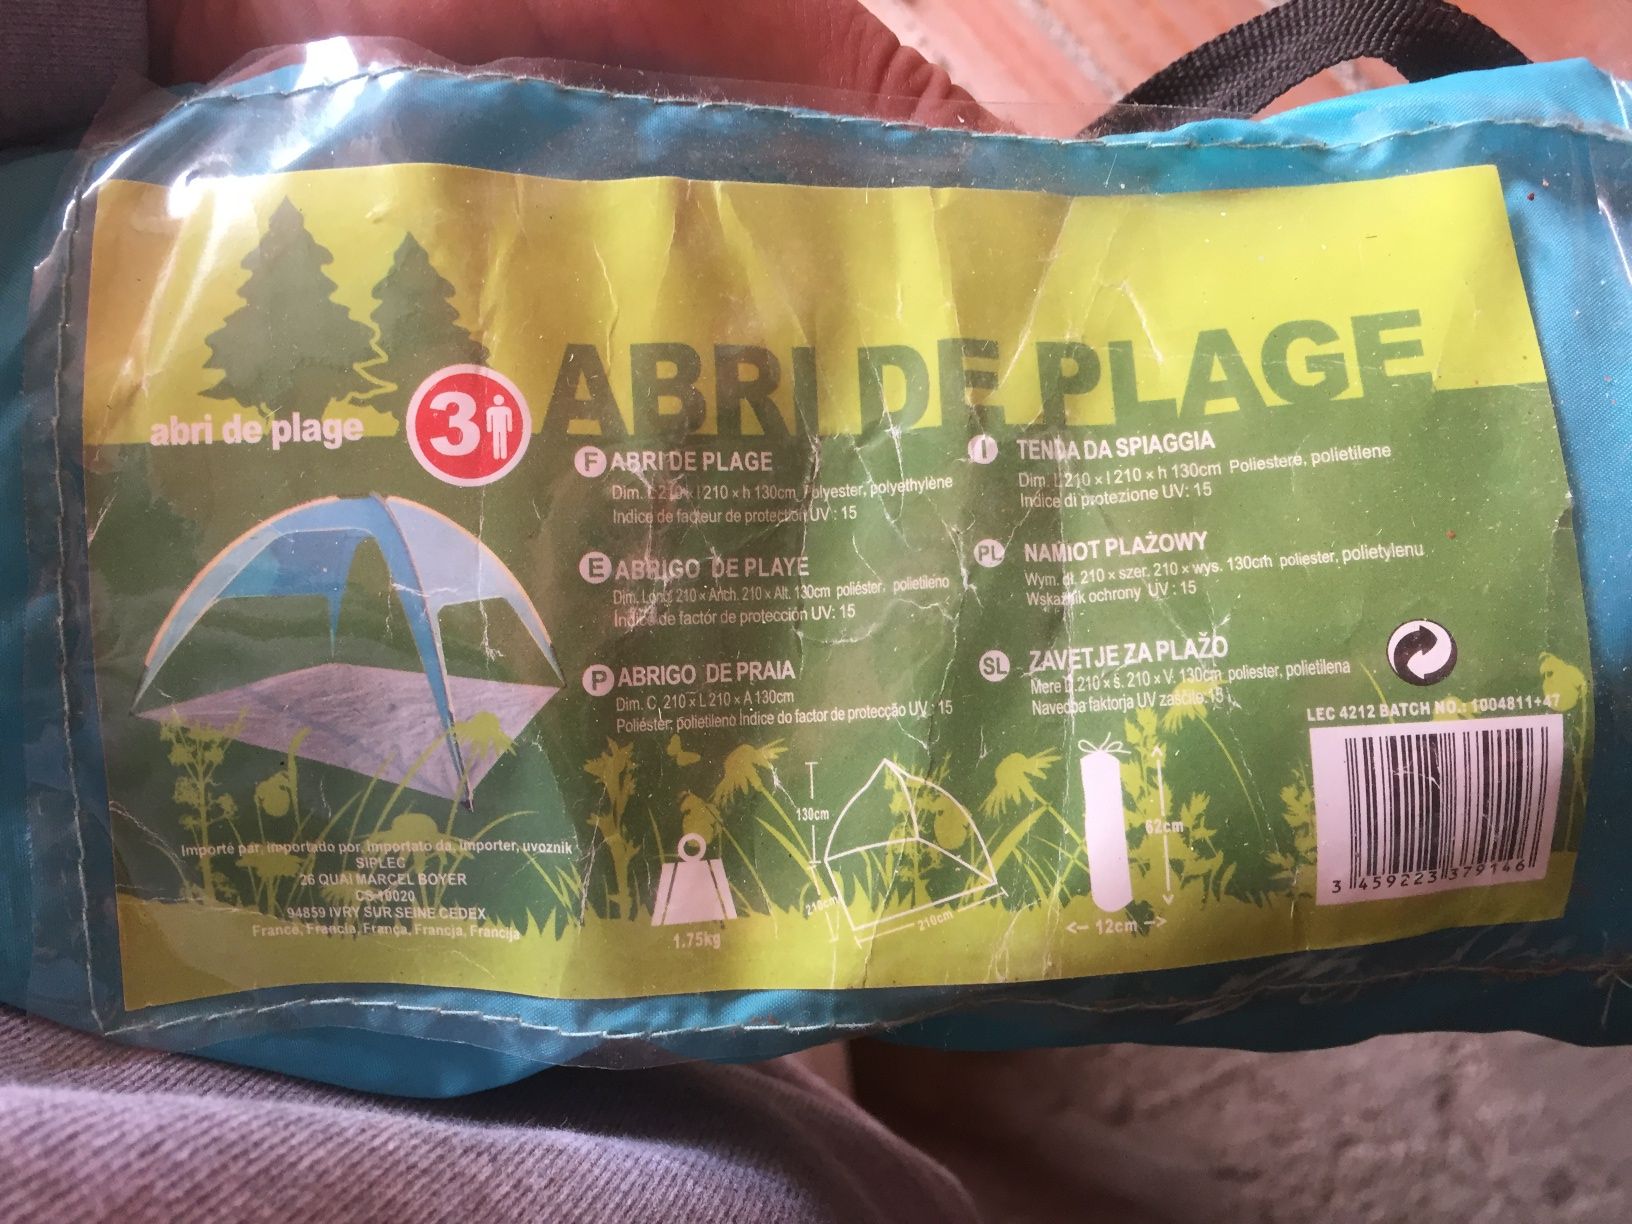 ABRI DE PLAGE
abri de plage
3
F ABRI DE PLAGE
Dim. L 210 x l 210 x h 130cm Polyester, polyethylène
Indice de facteur de protection UV : 15
E ABRIGO DE PLAYE
Dim. Long. 210 x Anch. 210 x Alt. 130cm poliéster, polietileno
Índice de factór de protección UV: 15
P ABRIGO DE PRAIA
Dim. C 210 x L 210 x A 130cm
Poliéster, polietileno Índice do factor de protecção UV : 15
I TENDA DA SPIAGGIA
Dim. L 210 x l 210 x h 130cm Poliestere, polietilene
Indice di protezione UV: 15
PL NAMIOT PLAŻOWY
Wym. dł. 210 x szer. 210 x wys. 130cm poliester, polietylenu
Wskaźnik ochrony UV : 15
SL ZAVETJE ZA PLAŽO
Mere D.210 x š. 210 x V. 130cm poliester, polietilena
Navedba faktorja UV zaščite:15
LEC 4212 BATCH NO.: 1004811+47
3 459223 379146
Importé par, importado por, importato da, importer, uvoznik
SIPLEC
26 QUAI MARCEL BOYER
CS 10020
94859 IVRY SUR SEINE CEDEX
France, Francia, França, Francja, Francija
1.75kg
130cm
210cm
210cm
62cm
<- 12cm ->